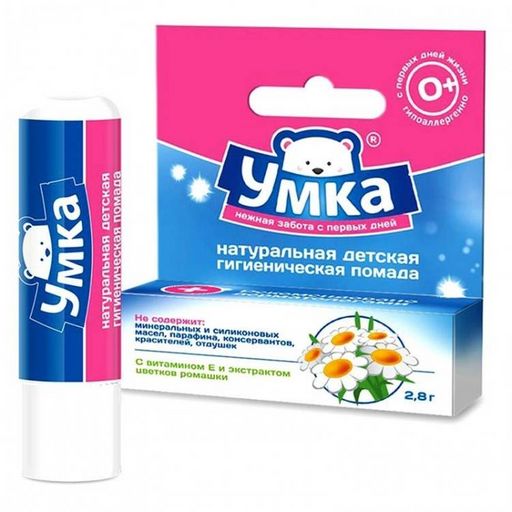 Умка
натуральная детская
гигиеническая помада
с первых дней жизни
0+
гипоаллергенно
Умка
®
нежная забота с первых дней
натуральная детская
гигиеническая помада
Не содержит:
минеральных и силиконовых
масел, парафина, консервантов,
красителей, отдушек
С витамином Е и экстрактом
цветков ромашки
2,8 г